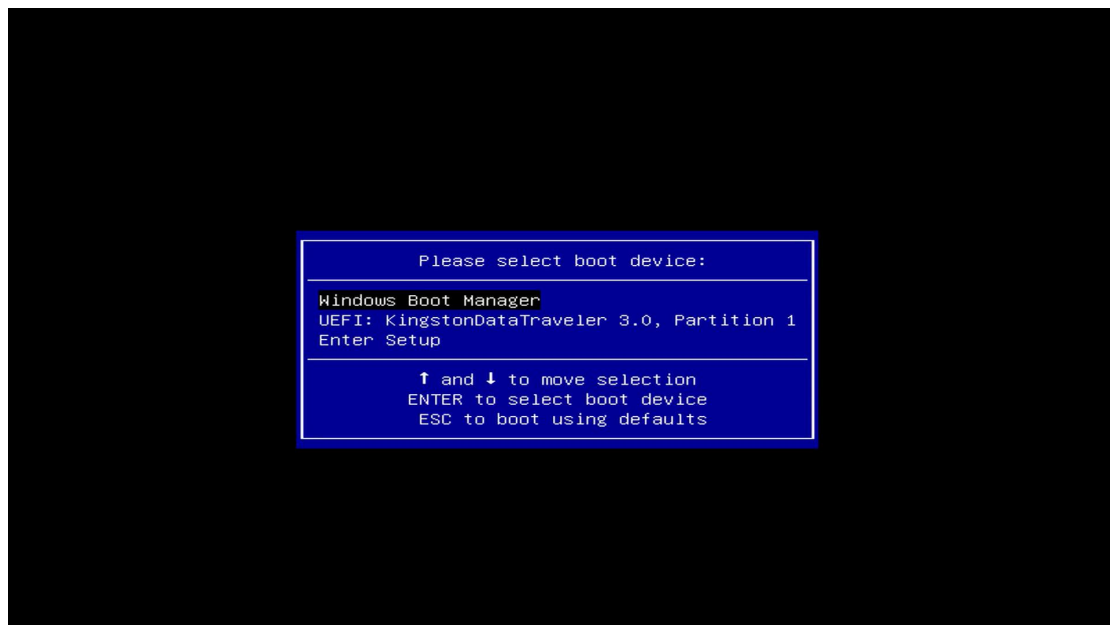 Please select boot device:
Windows Boot Manager
UEFI: KingstonDataTraveler 3.0, Partition 1
Enter Setup
↑ and ↓ to move selection
ENTER to select boot device
ESC to boot using defaults